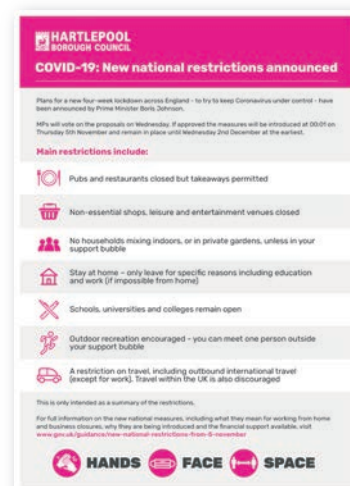 HARTLEPOOL
BOROUGH COUNCIL
COVID-19: New national restrictions announced
Plans for a new four-week lockdown across England - to try to keep Coronavirus under control - have
been announced by Prime Minister Boris Johnson.
MPs will vote on the proposals on Wednesday. If approved the measures will be introduced at 00:01 on
Thursday 5th November and remain in place until Wednesday 2nd December at the earliest.
Main restrictions include:
Pubs and restaurants closed but takeaways permitted
Non-essential shops, leisure and entertainment venues closed
No households mixing indoors, or in private gardens, unless in your
support bubble
Stay at home – only leave for specific reasons including education
and work (if impossible from home)
Schools, universities and colleges remain open
Outdoor recreation encouraged - you can meet one person outside
your support bubble
A restriction on travel, including outbound international travel
(except for work). Travel within the UK is also discouraged
This is only intended as a summary of the restrictions.
For full information on the new national measures, including what they mean for working from home
and business closures, why they are being introduced and the financial support available, visit
www.gov.uk/guidance/new-national-restrictions-from-5-november
HANDS FACE SPACE